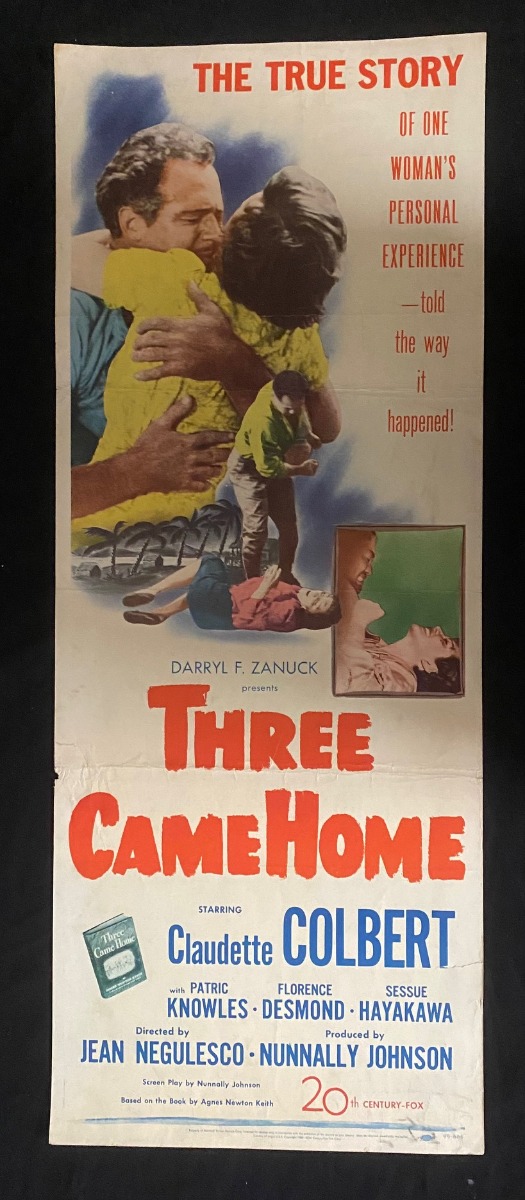 THE TRUE STORY
OF ONE
WOMAN'S
PERSONAL
EXPERIENCE
—told
the way
it
happened!
DARRYL F. ZANUCK
presents
THREE
CAME HOME
STARRING
Claudette COLBERT
Three
Came Home
with PATRIC KNOWLES · FLORENCE DESMOND · SESSUE HAYAKAWA
Directed by
JEAN NEGULESCO ·
Produced by
NUNNALLY JOHNSON
Screen Play by Nunnally Johnson
Based on the Book by Agnes Newton Keith
20th CENTURY-FOX